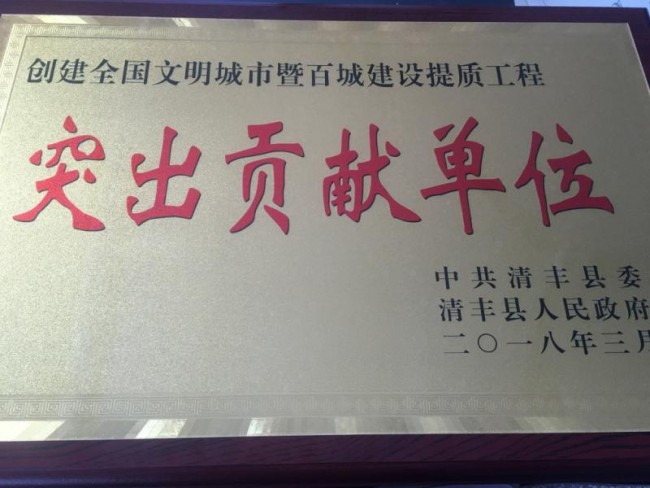 创建全国文明城市暨百城建设提质工程
突出贡献单位
中共清丰县委
清丰县人民政府
二〇一八年三月